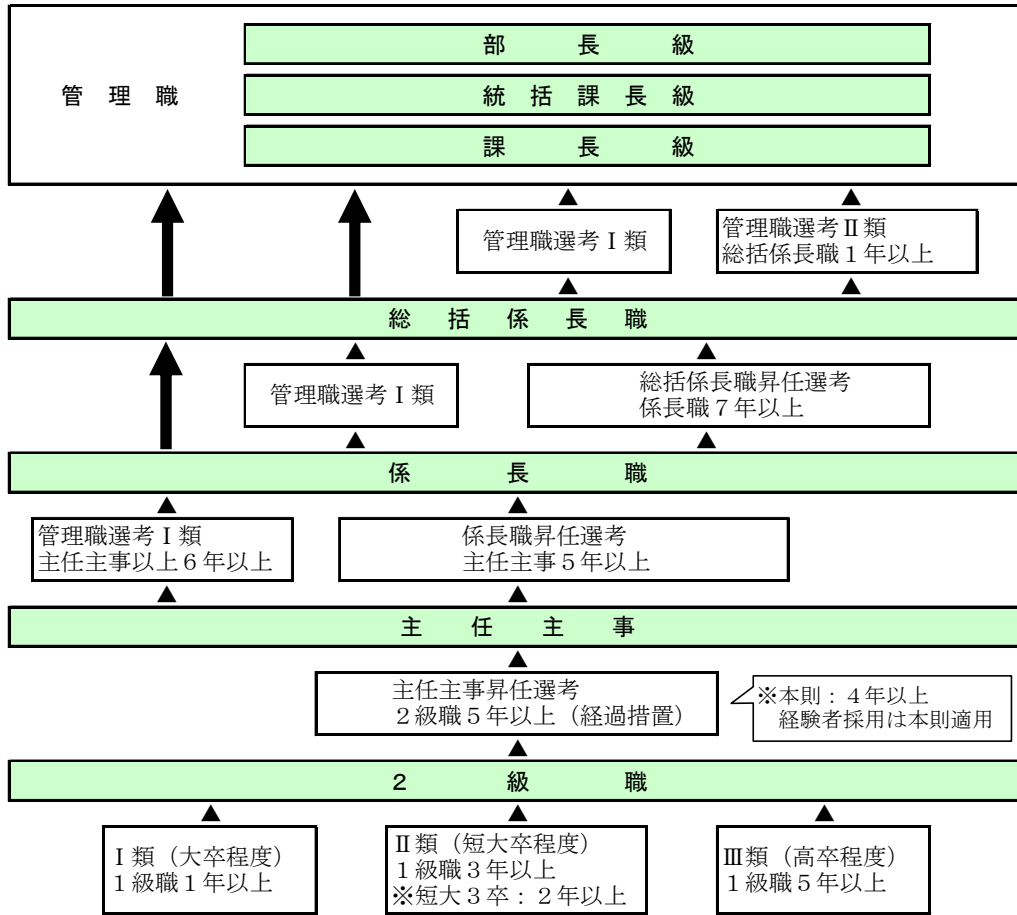 部長級
管理職
統括課長級
課長級
管理職選考Ⅰ類
管理職選考Ⅱ類
総括係長職１年以上
総括係長職
管理職選考Ⅰ類
総括係長職昇任選考
係長職７年以上
係長職
管理職選考Ⅰ類
主任主事以上６年以上
係長職昇任選考
主任主事５年以上
主任主事
主任主事昇任選考
２級職５年以上（経過措置）
※本則：４年以上
経験者採用は本則適用
２級職
Ⅰ類（大卒程度）
１級職１年以上
Ⅱ類（短大卒程度）
１級職３年以上
※短大３卒：２年以上
Ⅲ類（高卒程度）
１級職５年以上